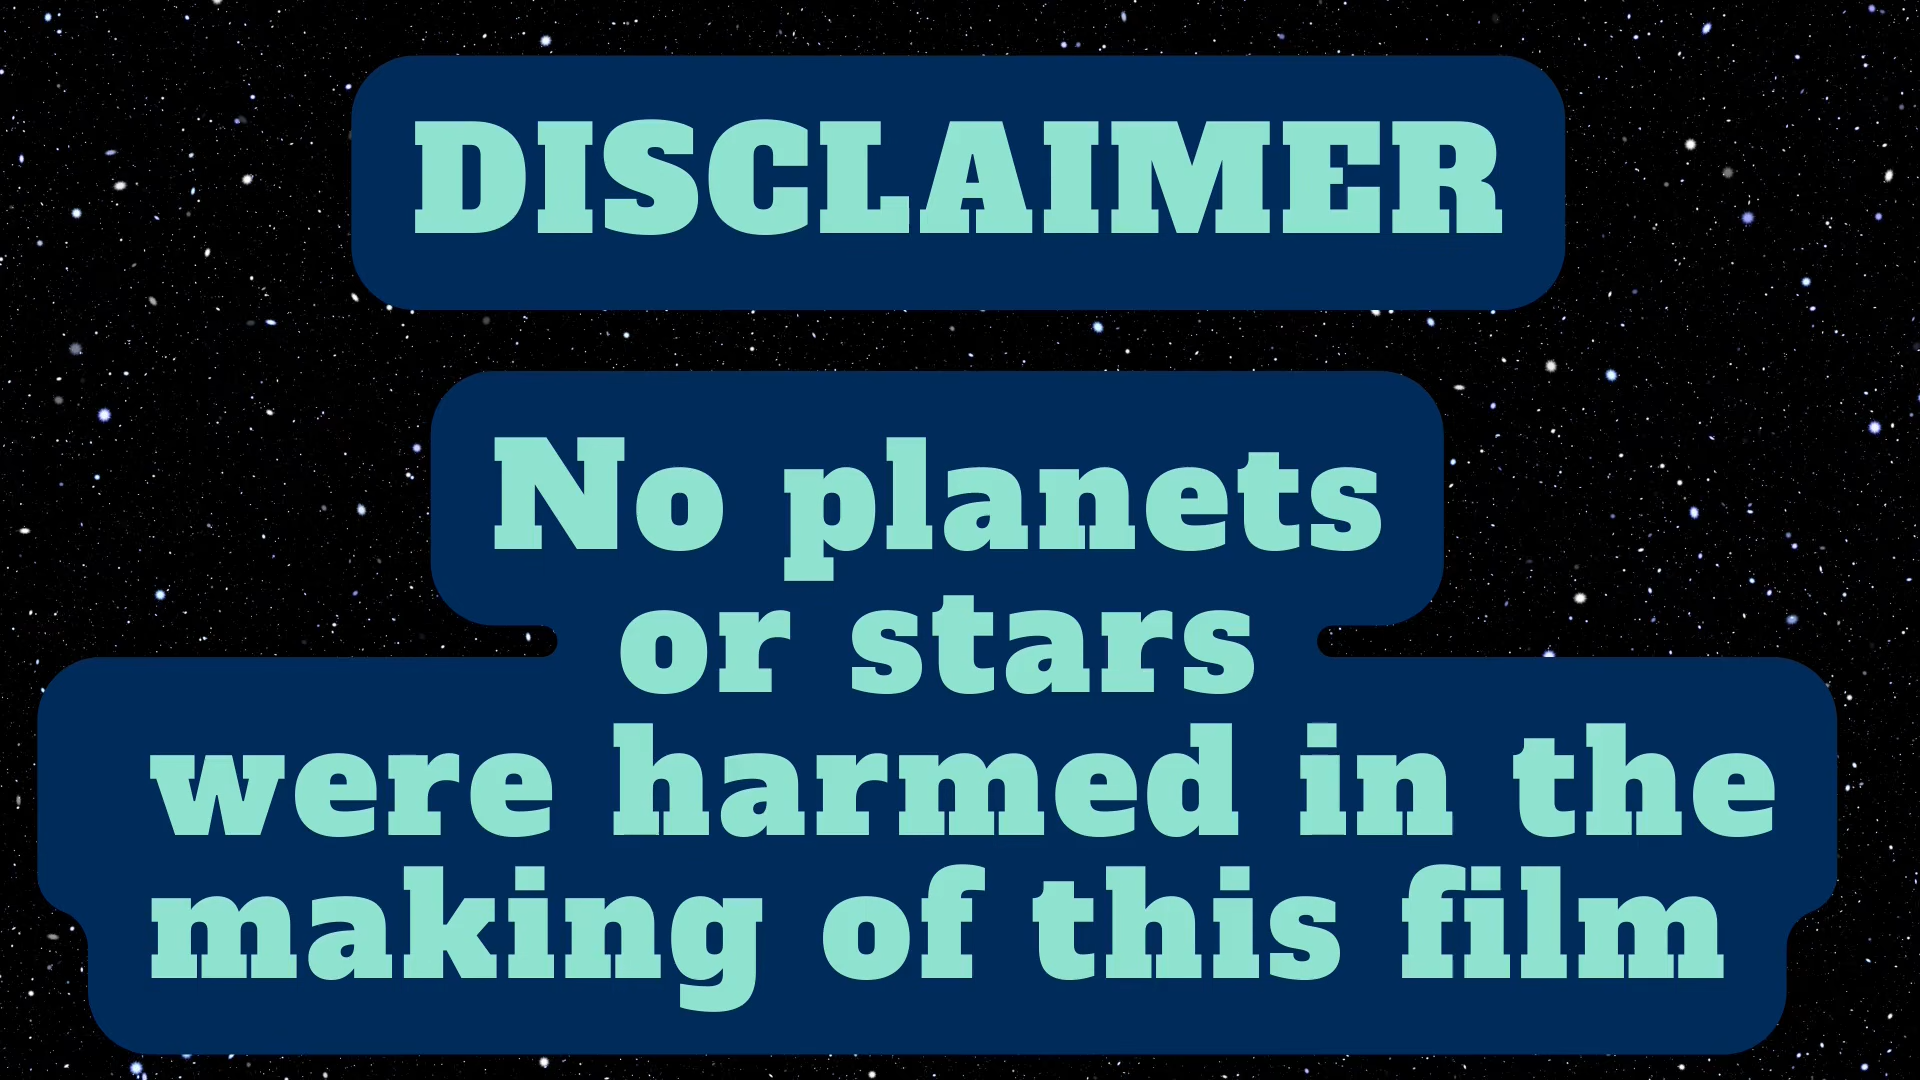 DISCLAIMER
No planets
or stars
were harmed in the
making of this film